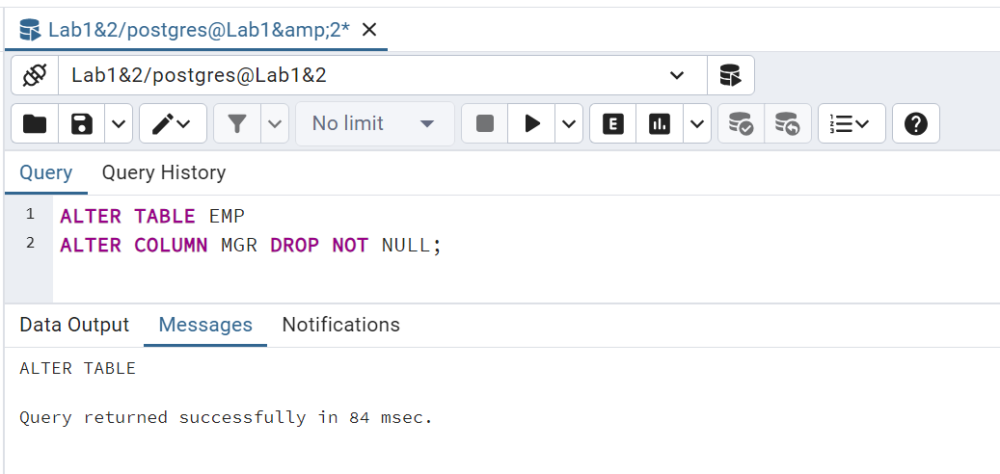 Lab1&2/postgres@Lab1&amp;2*
Lab1&2/postgres@Lab1&2
No limit
E
Query Query History
1 ALTER TABLE EMP
2 ALTER COLUMN MGR DROP NOT NULL;
Data Output Messages Notifications
ALTER TABLE
Query returned successfully in 84 msec.